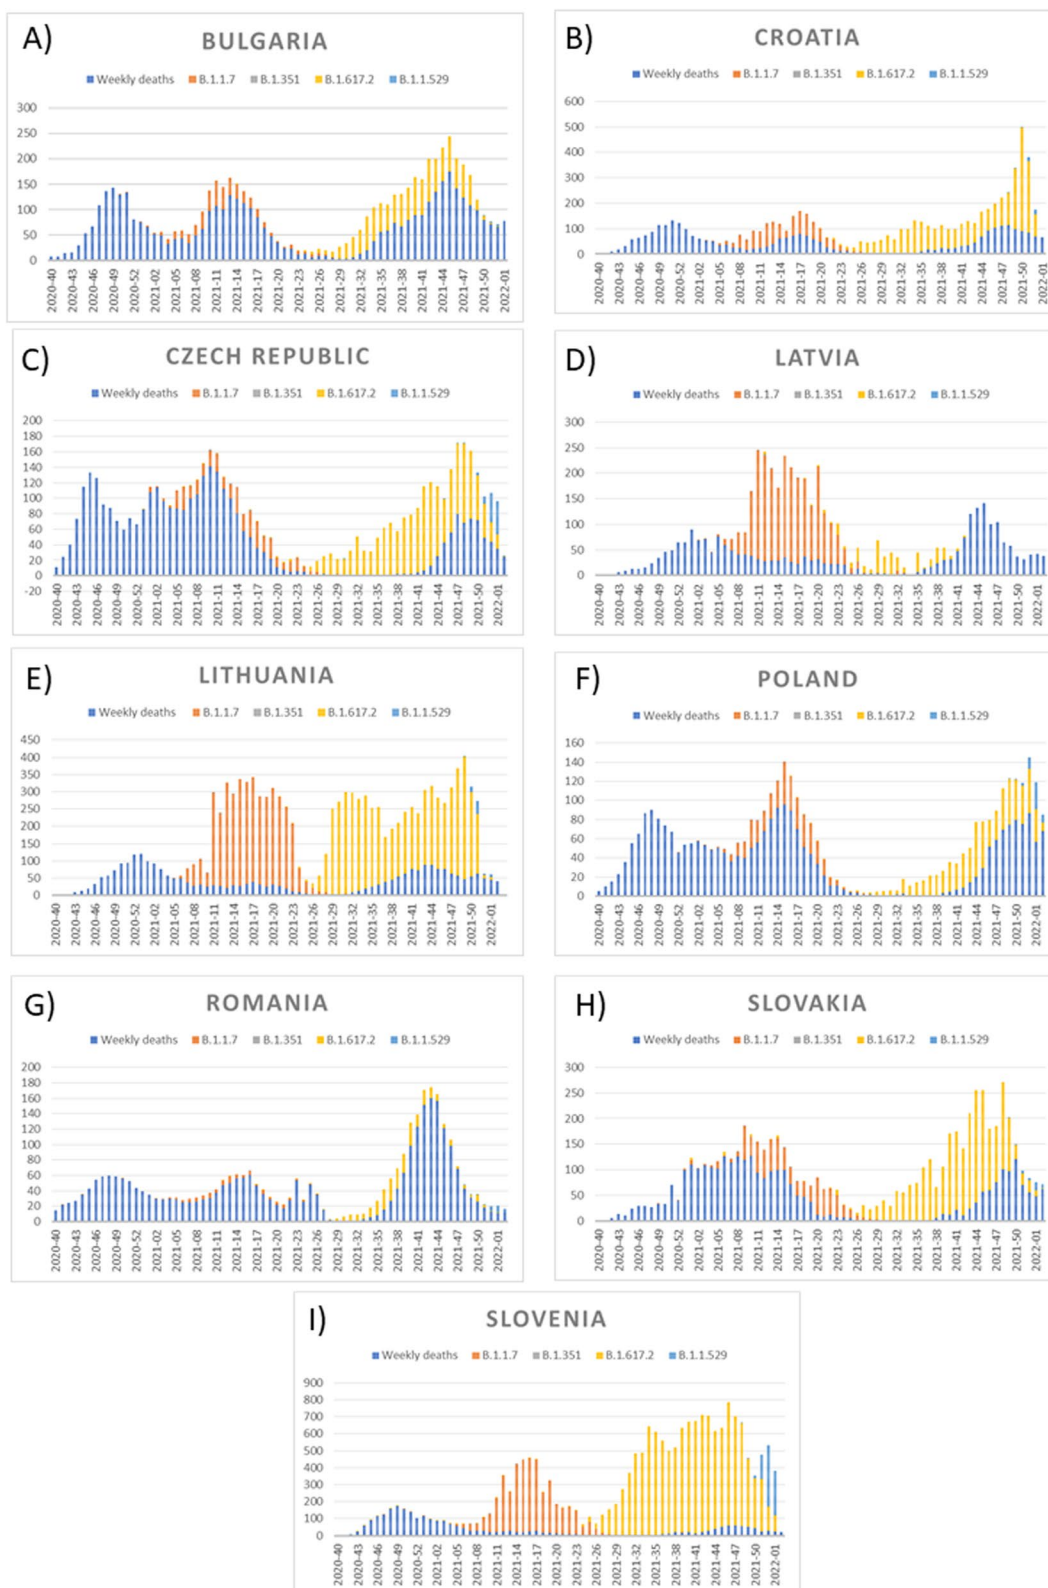 A)
BULGARIA
Weekly deaths B.1.1.7 B.1.351 B.1.617.2 B.1.1.529
300
250
200
150
100
50
0
2020-40 2020-43 2020-46 2020-49 2020-52 2021-02 2021-05 2021-08 2021-11 2021-14 2021-17 2021-20 2021-23 2021-26 2021-29 2021-32 2021-35 2021-38 2021-41 2021-44 2021-47 2021-50 2022-01
B)
CROATIA
Weekly deaths B.1.1.7 B.1.351 B.1.617.2 B.1.1.529
600
500
400
300
200
100
0
2020-40 2020-43 2020-46 2020-49 2020-52 2021-02 2021-05 2021-08 2021-11 2021-14 2021-17 2021-20 2021-23 2021-26 2021-29 2021-32 2021-35 2021-38 2021-41 2021-44 2021-47 2021-50 2022-01
C)
CZECH REPUBLIC
Weekly deaths B.1.1.7 B.1.351 B.1.617.2 B.1.1.529
200
180
160
140
120
100
80
60
40
20
0
-20
2020-40 2020-43 2020-46 2020-49 2020-52 2021-02 2021-05 2021-08 2021-11 2021-14 2021-17 2021-20 2021-23 2021-26 2021-29 2021-32 2021-35 2021-38 2021-41 2021-44 2021-47 2021-50 2022-01
D)
LATVIA
Weekly deaths B.1.1.7 B.1.351 B.1.617.2 B.1.1.529
300
250
200
150
100
50
0
2020-40 2020-43 2020-46 2020-49 2020-52 2021-02 2021-05 2021-08 2021-11 2021-14 2021-17 2021-20 2021-23 2021-26 2021-29 2021-32 2021-35 2021-38 2021-41 2021-44 2021-47 2021-50 2022-01
E)
LITHUANIA
Weekly deaths B.1.1.7 B.1.351 B.1.617.2 B.1.1.529
450
400
350
300
250
200
150
100
50
0
2020-40 2020-43 2020-46 2020-49 2020-52 2021-02 2021-05 2021-08 2021-11 2021-14 2021-17 2021-20 2021-23 2021-26 2021-29 2021-32 2021-35 2021-38 2021-41 2021-44 2021-47 2021-50 2022-01
F)
POLAND
Weekly deaths B.1.1.7 B.1.351 B.1.617.2 B.1.1.529
160
140
120
100
80
60
40
20
0
2020-40 2020-43 2020-46 2020-49 2020-52 2021-02 2021-05 2021-08 2021-11 2021-14 2021-17 2021-20 2021-23 2021-26 2021-29 2021-32 2021-35 2021-38 2021-41 2021-44 2021-47 2021-50 2022-01
G)
ROMANIA
Weekly deaths B.1.1.7 B.1.351 B.1.617.2 B.1.1.529
200
180
160
140
120
100
80
60
40
20
0
2020-40 2020-43 2020-46 2020-49 2020-52 2021-02 2021-05 2021-08 2021-11 2021-14 2021-17 2021-20 2021-23 2021-26 2021-29 2021-32 2021-35 2021-38 2021-41 2021-44 2021-47 2021-50 2022-01
H)
SLOVAKIA
Weekly deaths B.1.1.7 B.1.351 B.1.617.2 B.1.1.529
300
250
200
150
100
50
0
2020-40 2020-43 2020-46 2020-49 2020-52 2021-02 2021-05 2021-08 2021-11 2021-14 2021-17 2021-20 2021-23 2021-26 2021-29 2021-32 2021-35 2021-38 2021-41 2021-44 2021-47 2021-50 2022-01
I)
SLOVENIA
Weekly deaths B.1.1.7 B.1.351 B.1.617.2 B.1.1.529
900
800
700
600
500
400
300
200
100
0
2020-40 2020-43 2020-46 2020-49 2020-52 2021-02 2021-05 2021-08 2021-11 2021-14 2021-17 2021-20 2021-23 2021-26 2021-29 2021-32 2021-35 2021-38 2021-41 2021-44 2021-47 2021-50 2022-01